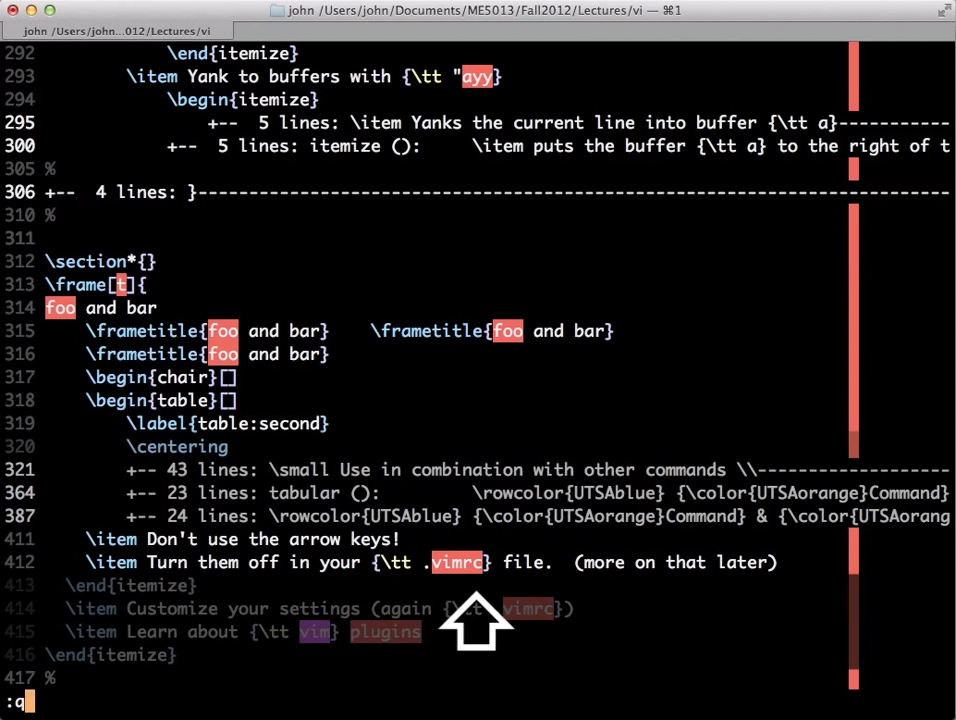 john /Users/john/Documents/ME5013/Fall2012/Lectures/vi — ⌘1
john /Users/john...012/Lectures/vi
292 \end{itemize}
293 \item Yank to buffers with {\tt "ayy}
294 \begin{itemize}
295 +--  5 lines: \item Yanks the current line into buffer {\tt a}-----------
300 +--  5 lines: itemize ():     \item puts the buffer {\tt a} to the right of t
305 %
306 +--  4 lines: }--------------------------------------------------------------------------
310 %
311
312 \section*{}
313 \frame[t]{
314 foo and bar
315 \frametitle{foo and bar}    \frametitle{foo and bar}
316 \frametitle{foo and bar}
317 \begin{chair}[]
318 \begin{table}[]
319 \label{table:second}
320 \centering
321 +-- 43 lines: \small Use in combination with other commands \\-------------------
364 +-- 23 lines: tabular ():         \rowcolor{UTSAblue} {\color{UTSAorange}Command}
387 +-- 24 lines: \rowcolor{UTSAblue} {\color{UTSAorange}Command} & {\color{UTSAorang
411 \item Don't use the arrow keys!
412 \item Turn them off in your {\tt .vimrc} file.  (more on that later)
413 \end{itemize}
414 \item Customize your settings (again {\tt .vimrc})
415 \item Learn about {\tt vim} plugins
416 \end{itemize}
417 %
:q